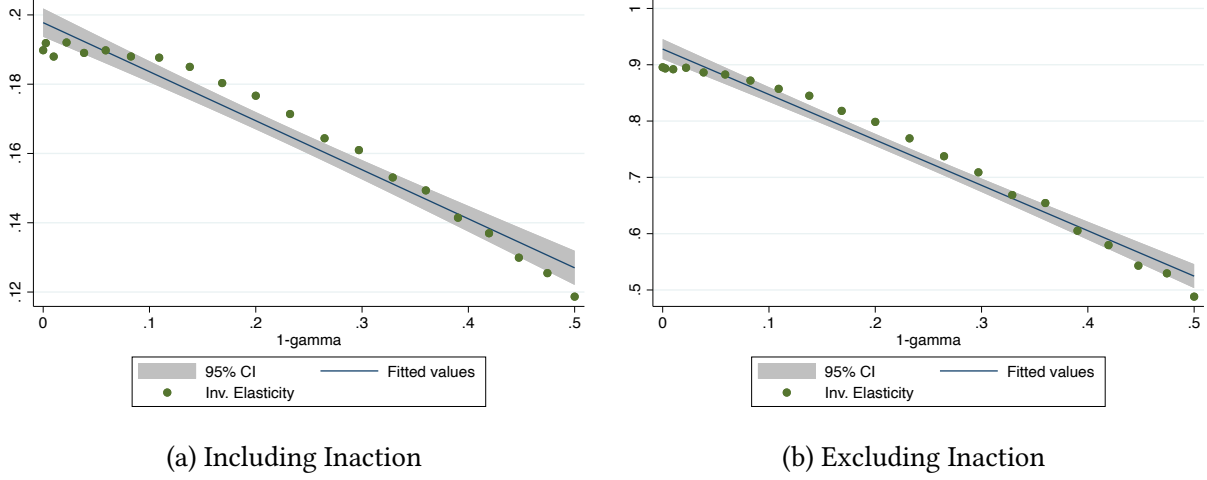 .2
.18
.16
.14
.12
0
.1
.2
.3
.4
.5
1-gamma
95% CI
Fitted values
Inv. Elasticity
(a) Including Inaction
1
.9
.8
.7
.6
.5
0
.1
.2
.3
.4
.5
1-gamma
95% CI
Fitted values
Inv. Elasticity
(b) Excluding Inaction